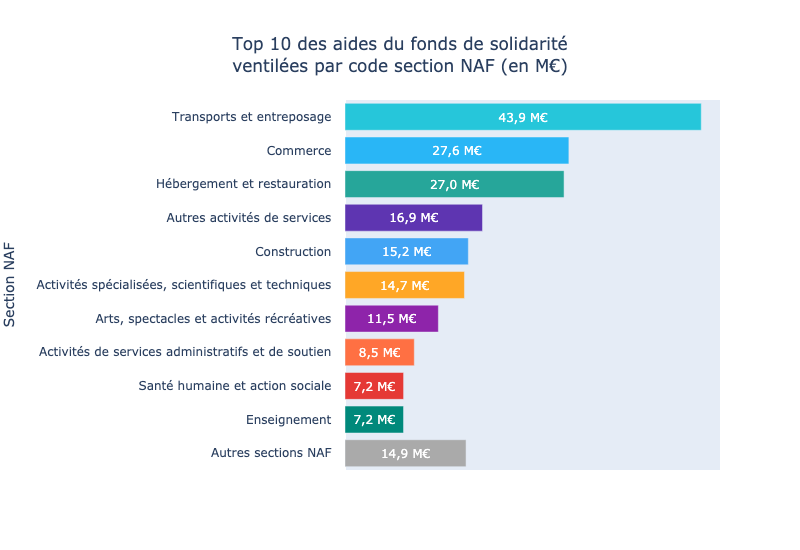 Top 10 des aides du fonds de solidarité
ventilées par code section NAF (en M€)
Section NAF
Transports et entreposage 43,9 M€
Commerce 27,6 M€
Hébergement et restauration 27,0 M€
Autres activités de services 16,9 M€
Construction 15,2 M€
Activités spécialisées, scientifiques et techniques 14,7 M€
Arts, spectacles et activités récréatives 11,5 M€
Activités de services administratifs et de soutien 8,5 M€
Santé humaine et action sociale 7,2 M€
Enseignement 7,2 M€
Autres sections NAF 14,9 M€